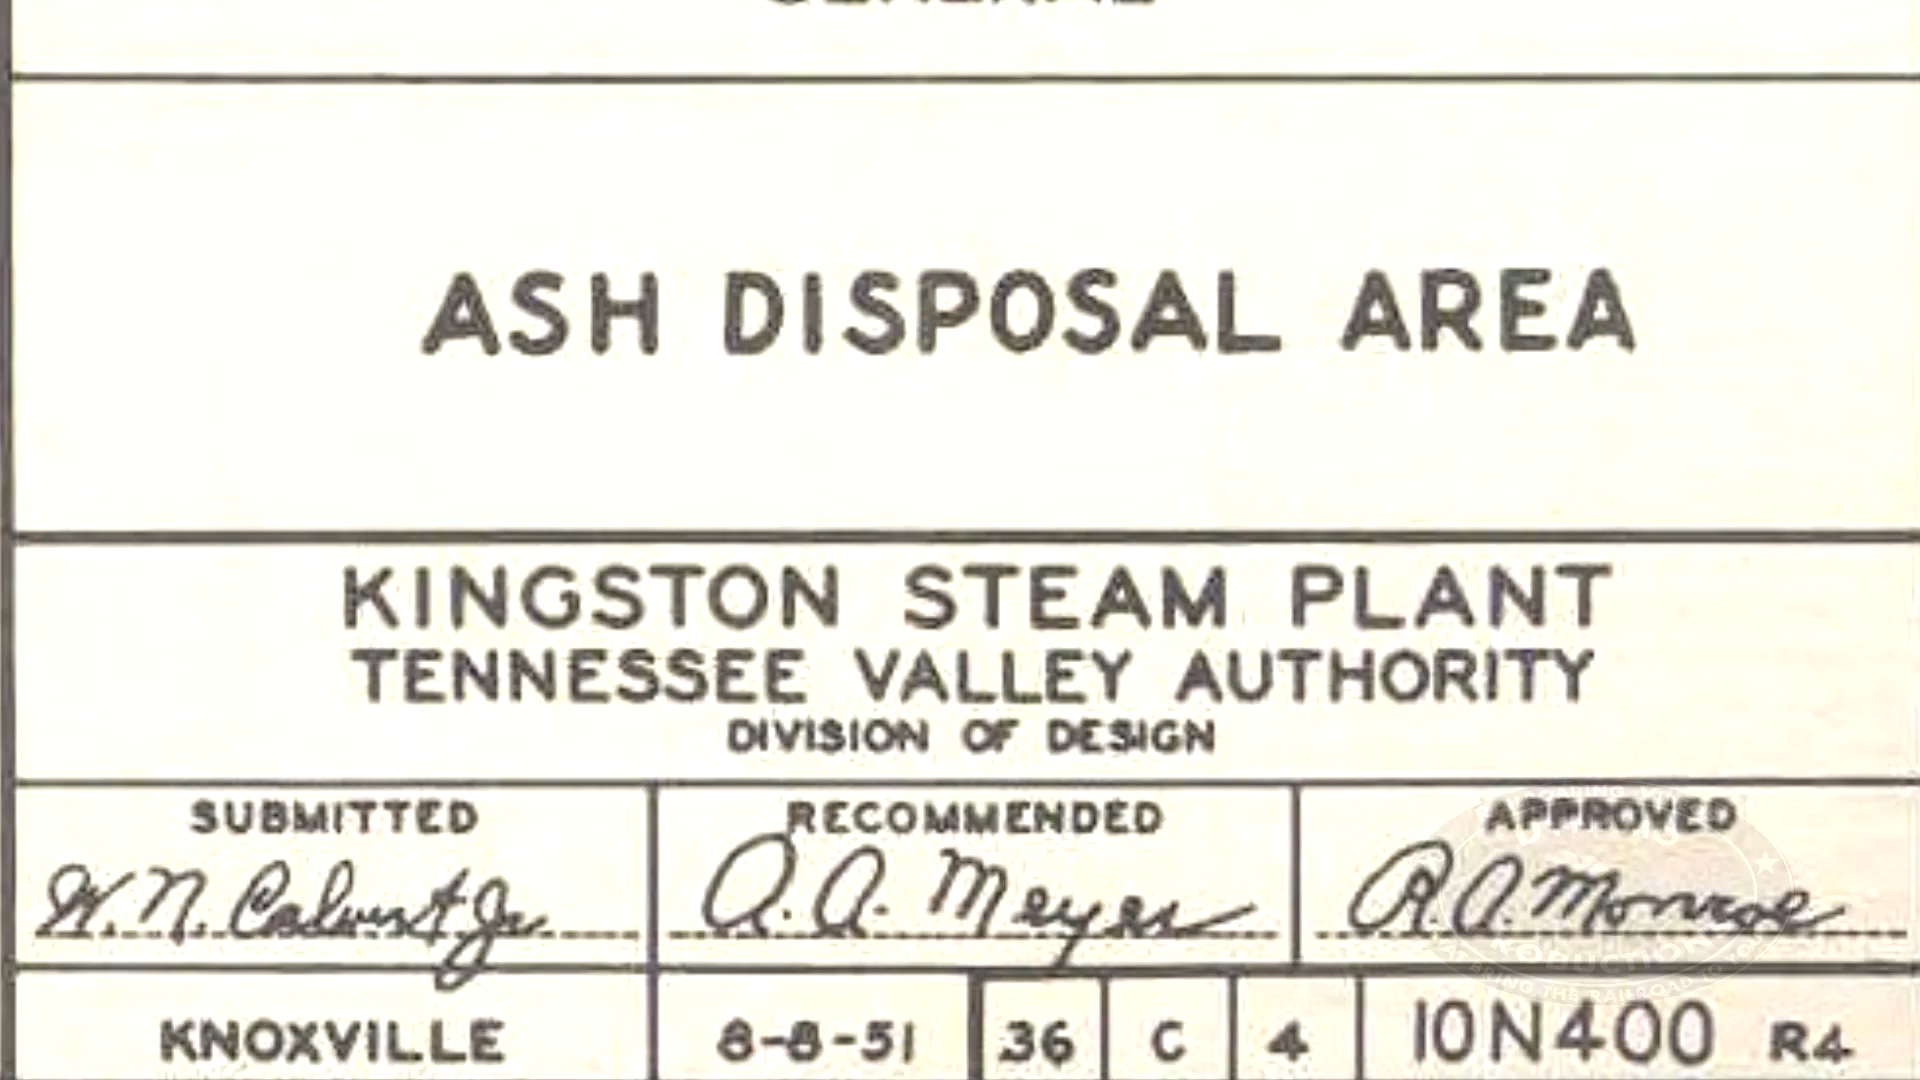 ASH DISPOSAL AREA
KINGSTON STEAM PLANT
TENNESSEE VALLEY AUTHORITY
DIVISION OF DESIGN
SUBMITTED RECOMMENDED APPROVED
W. N. Calvert Jr. A. A. Meyer R. A. Monroe
KNOXVILLE 8-8-51 36 C 4 10N400 R4